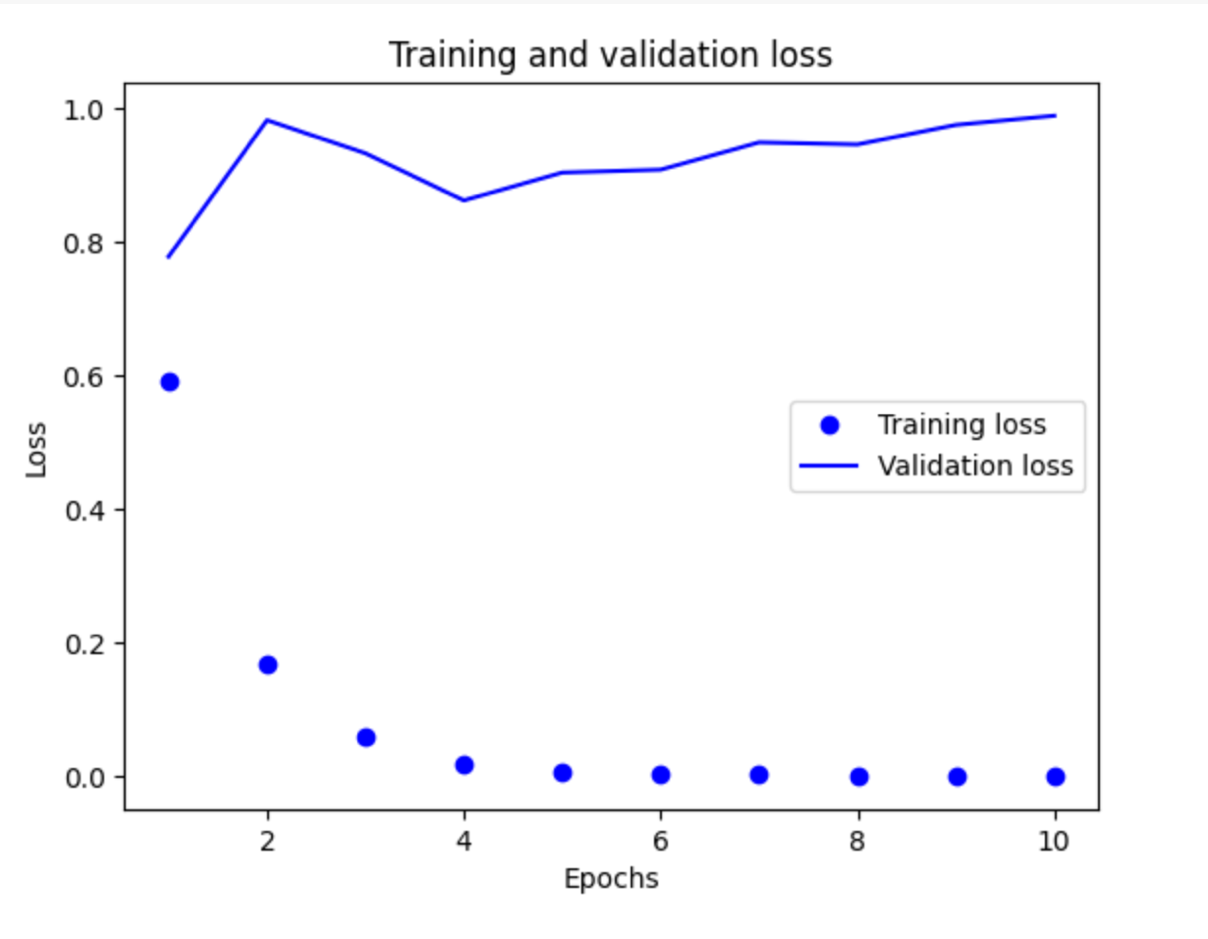 Training and validation loss
1.0
0.8
0.6
0.4
0.2
0.0
Loss
Training loss
Validation loss
2 4 6 8 10
Epochs